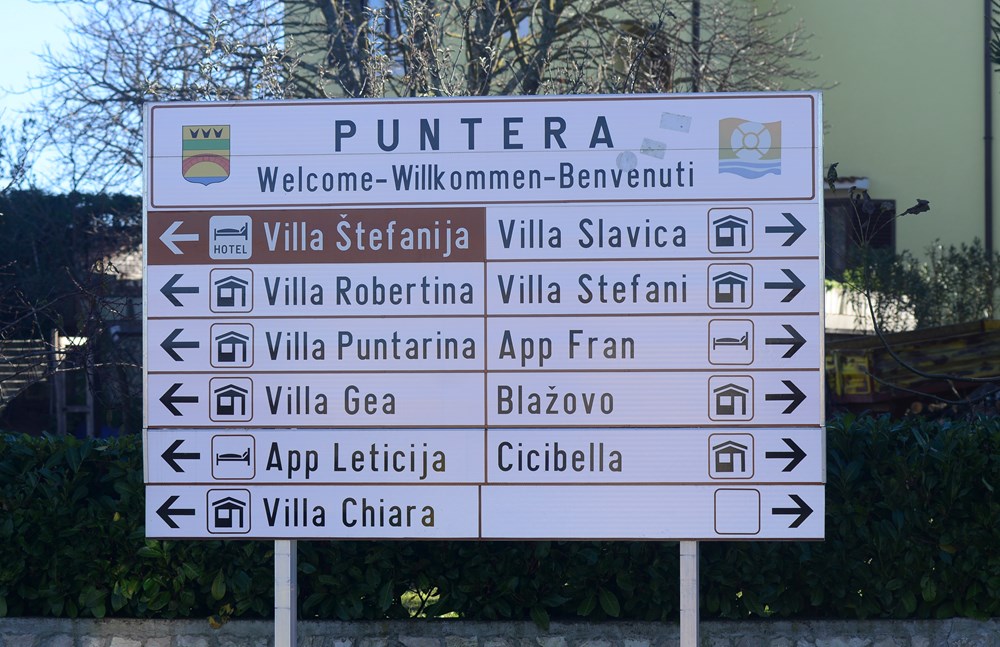 PUNTERA
Welcome-Willkommen-Benvenuti
HOTEL Villa Štefanija
Villa Slavica
Villa Robertina
Villa Stefani
Villa Puntarina
App Fran
Villa Gea
Blažovo
App Leticija
Cicibella
Villa Chiara